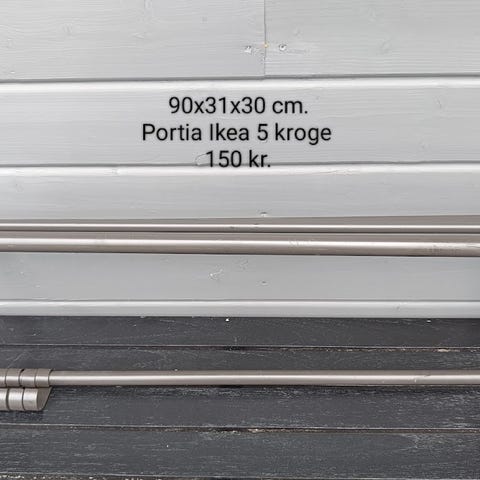 90x31x30 cm.
Portia Ikea 5 kroge
150 kr.